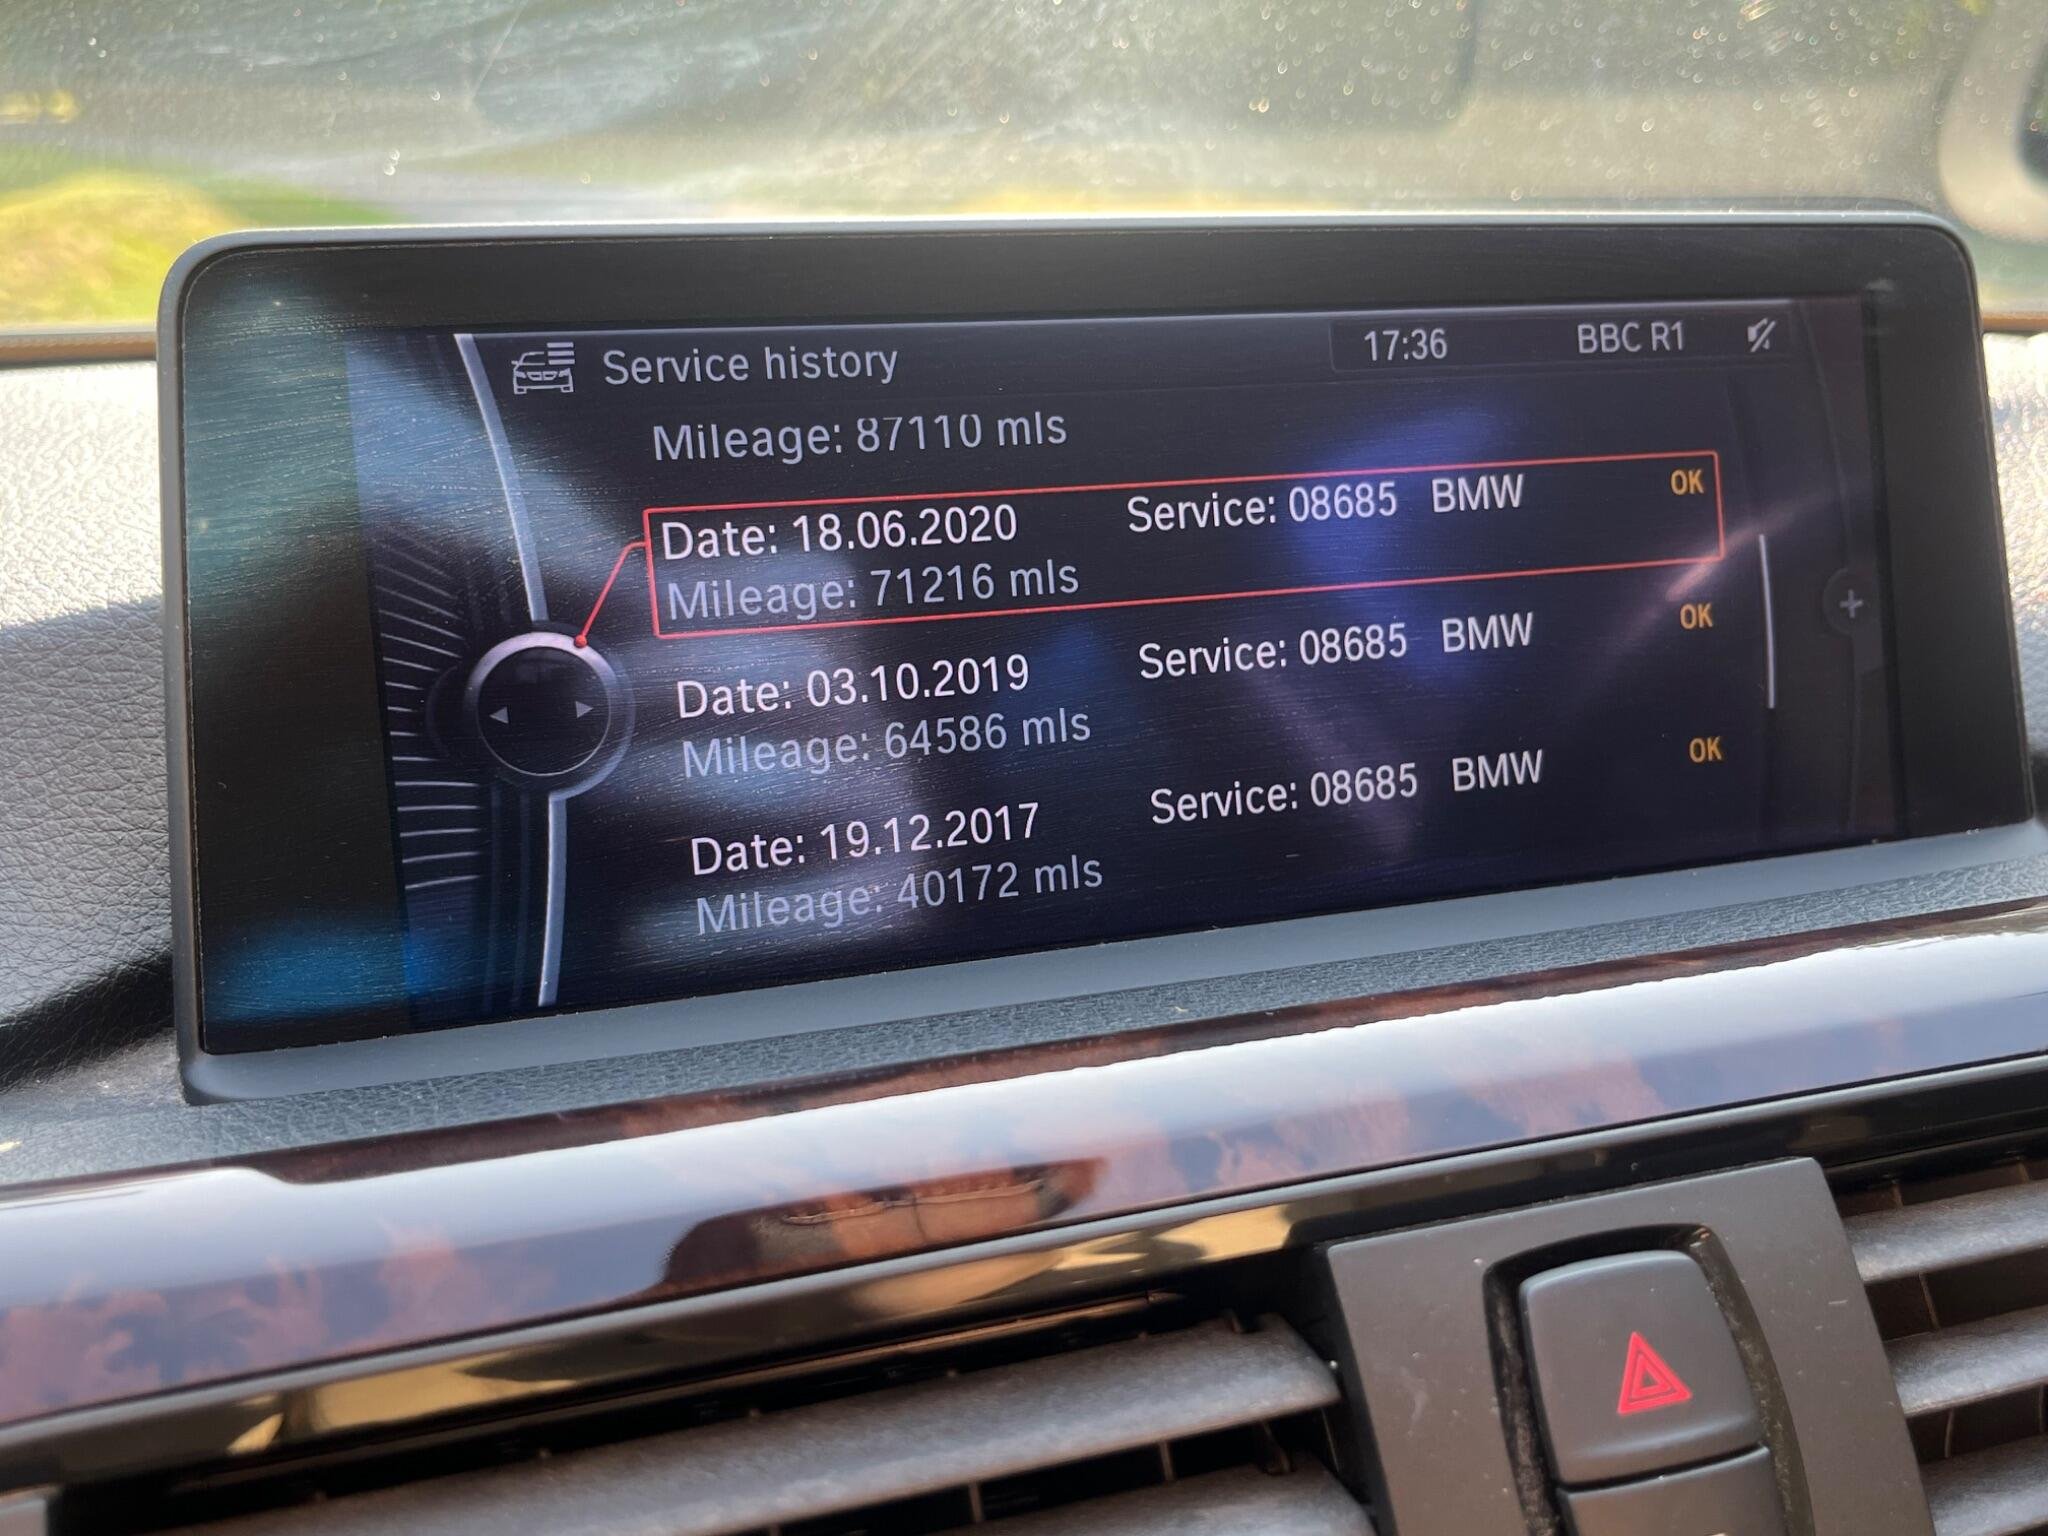 Service history 17:36 BBC R1
Mileage: 87110 mls
Date: 18.06.2020 Service: 08685 BMW OK
Mileage: 71216 mls
Date: 03.10.2019 Service: 08685 BMW OK
Mileage: 64586 mls
Date: 19.12.2017 Service: 08685 BMW OK
Mileage: 40172 mls